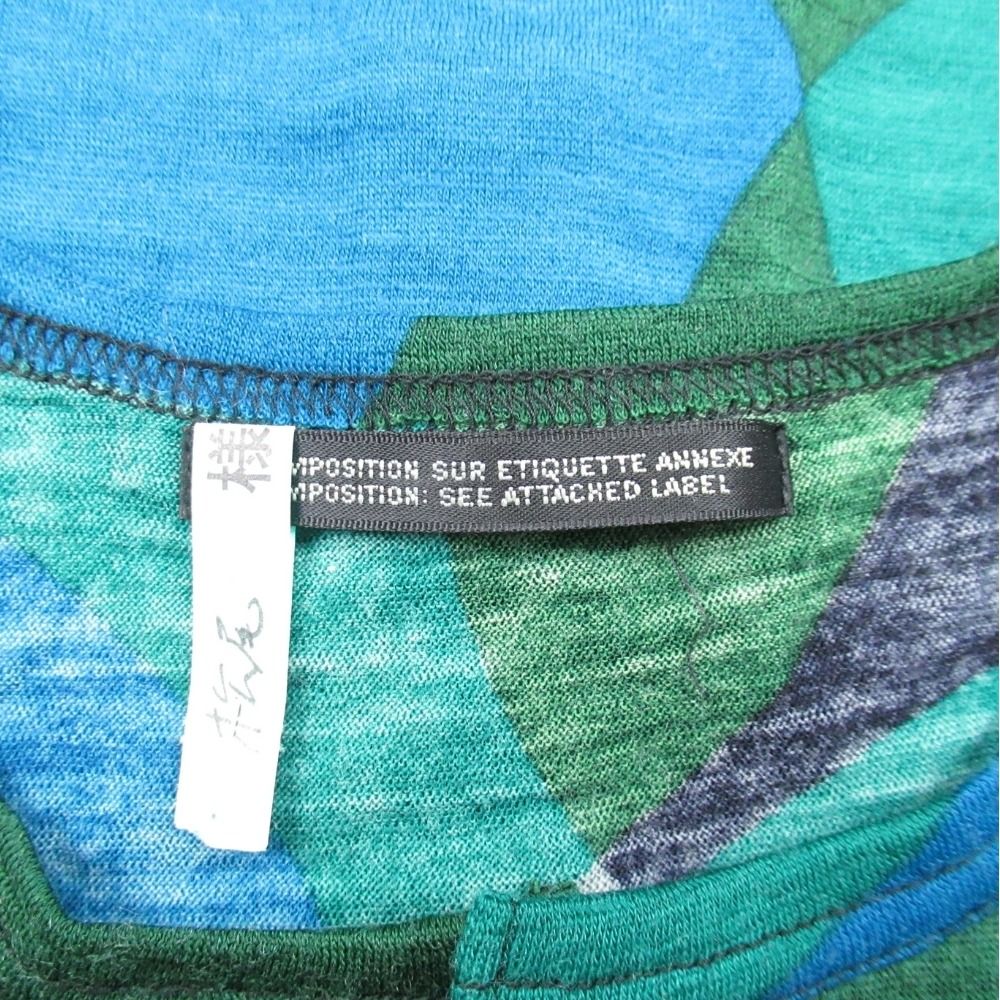 MPOSITION SUR ETIQUETTE ANNEXE
MPOSITION: SEE ATTACHED LABEL
様